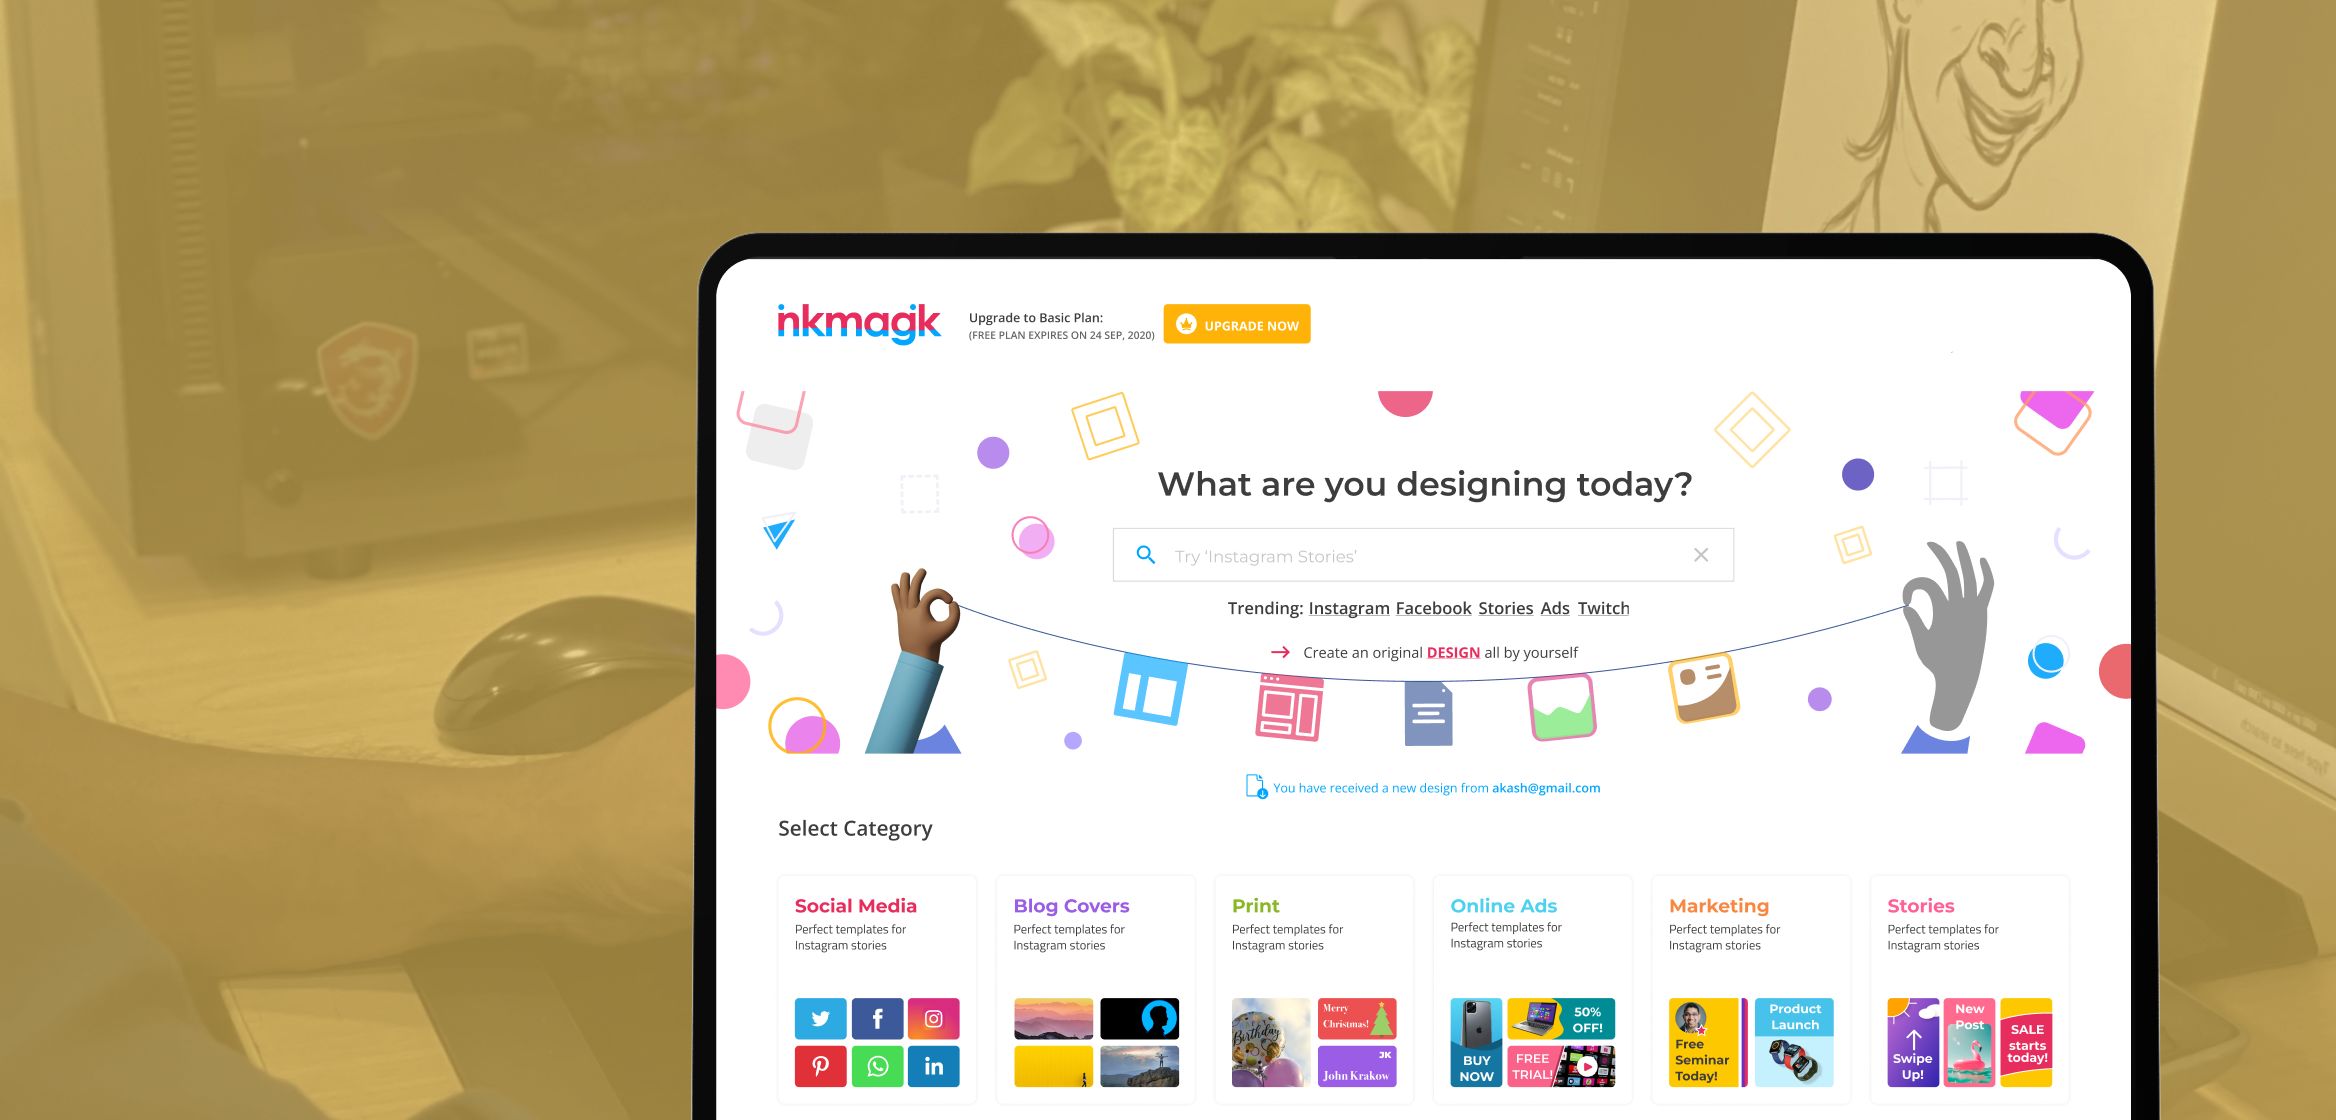 inkmagik
Upgrade to Basic Plan:
(FREE PLAN EXPIRES ON 24 SEP, 2020)
UPGRADE NOW
What are you designing today?
Try ‘Instagram Stories’
Trending: Instagram Facebook Stories Ads Twitch
Create an original DESIGN all by yourself
You have received a new design from akash@gmail.com
Select Category
Social Media
Perfect templates for
Instagram stories
Blog Covers
Perfect templates for
Instagram stories
Print
Perfect templates for
Instagram stories
Birthday
Merry
Christmas!
JK
John Krakow
Online Ads
Perfect templates for
Instagram stories
BUY
NOW
50%
OFF!
FREE
TRIAL!
Marketing
Perfect templates for
Instagram stories
Free
Seminar
Today!
Product
Launch
Stories
Perfect templates for
Instagram stories
Swipe
Up!
New
Post
SALE
starts
today!